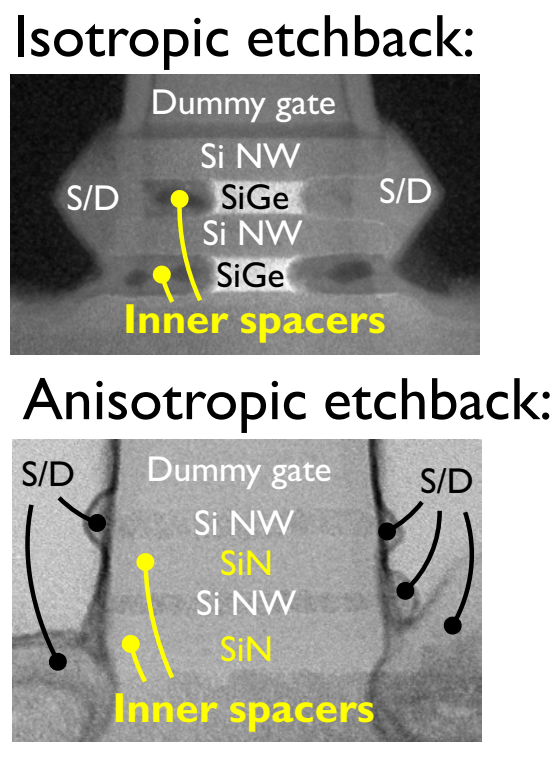 Isotropic etchback:
Dummy gate
Si NW
S/D
SiGe
S/D
Si NW
SiGe
Inner spacers
Anisotropic etchback:
S/D
Dummy gate
S/D
Si NW
SiN
Si NW
SiN
Inner spacers